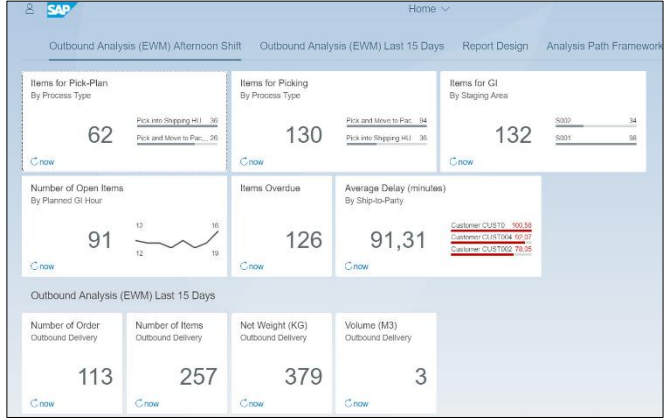 SAP Home
Outbound Analysis (EWM) Afternoon Shift Outbound Analysis (EWM) Last 15 Days Report Design Analysis Path Framework
Items for Pick-Plan
By Process Type
62
Pick into Shipping HU 36
Pick and Move to Pac... 26
now
Items for Picking
By Process Type
130
Pick and Move to Pac 94
Pick into Shipping HU 36
now
Items for GI
By Staging Area
132
S002 34
S001 98
now
Number of Open Items
By Planned GI Hour
91
12 16
12 19
now
Items Overdue
126
now
Average Delay (minutes)
By Ship-to-Party
91,31
Customer CUST0 100,58
Customer CUST004 92,07
Customer CUST002 78,05
now
Outbound Analysis (EWM) Last 15 Days
Number of Order
Outbound Delivery
113
now
Number of Items
Outbound Delivery
257
now
Net Weight (KG)
Outbound Delivery
379
now
Volume (M3)
Outbound Delivery
3
now